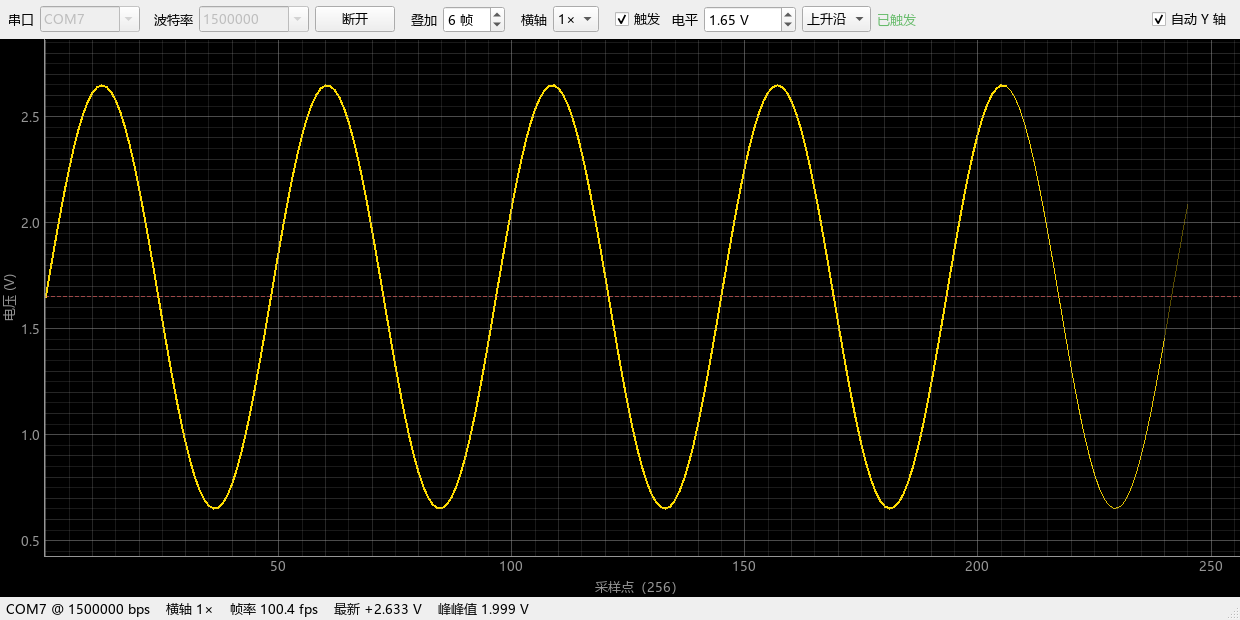 串口 COM7 波特率 1500000 断开 叠加 6 帧 横轴 1× 触发 电平 1.65 V 上升沿 已触发 自动 Y 轴
2.5
2.0
1.5
1.0
0.5
电压 (V)
50 100 150 200 250
采样点（256）
COM7 @ 1500000 bps 横轴 1× 帧率 100.4 fps 最新 +2.633 V 峰峰值 1.999 V